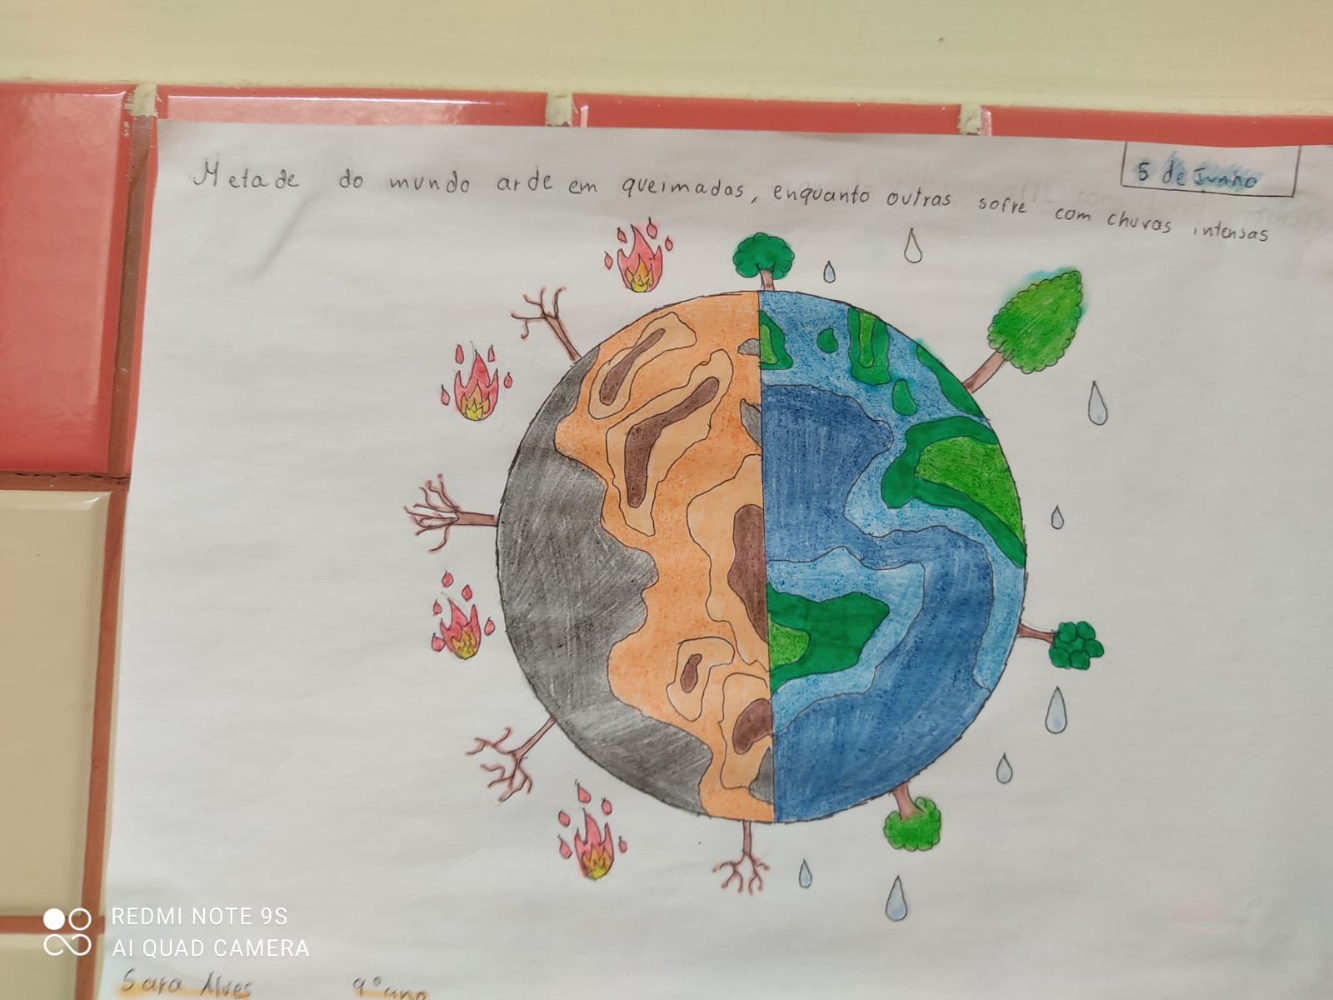 5 de Junho
Metade do mundo arde em queimadas, enquanto outras sofre com chuvas intensas
REDMI NOTE 9S
AI QUAD CAMERA
Sara Alves 9º ano